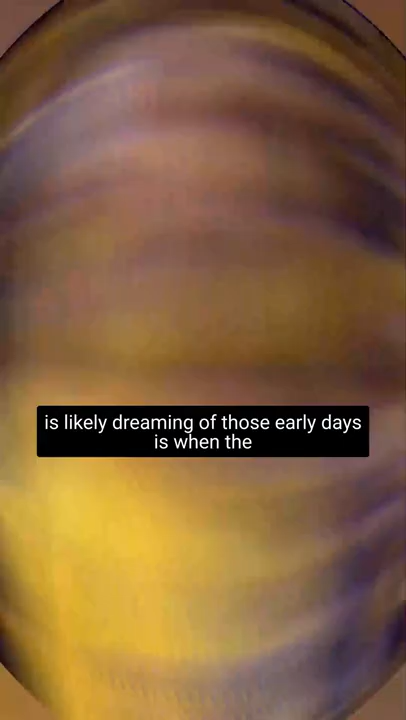 is likely dreaming of those early days
is when the